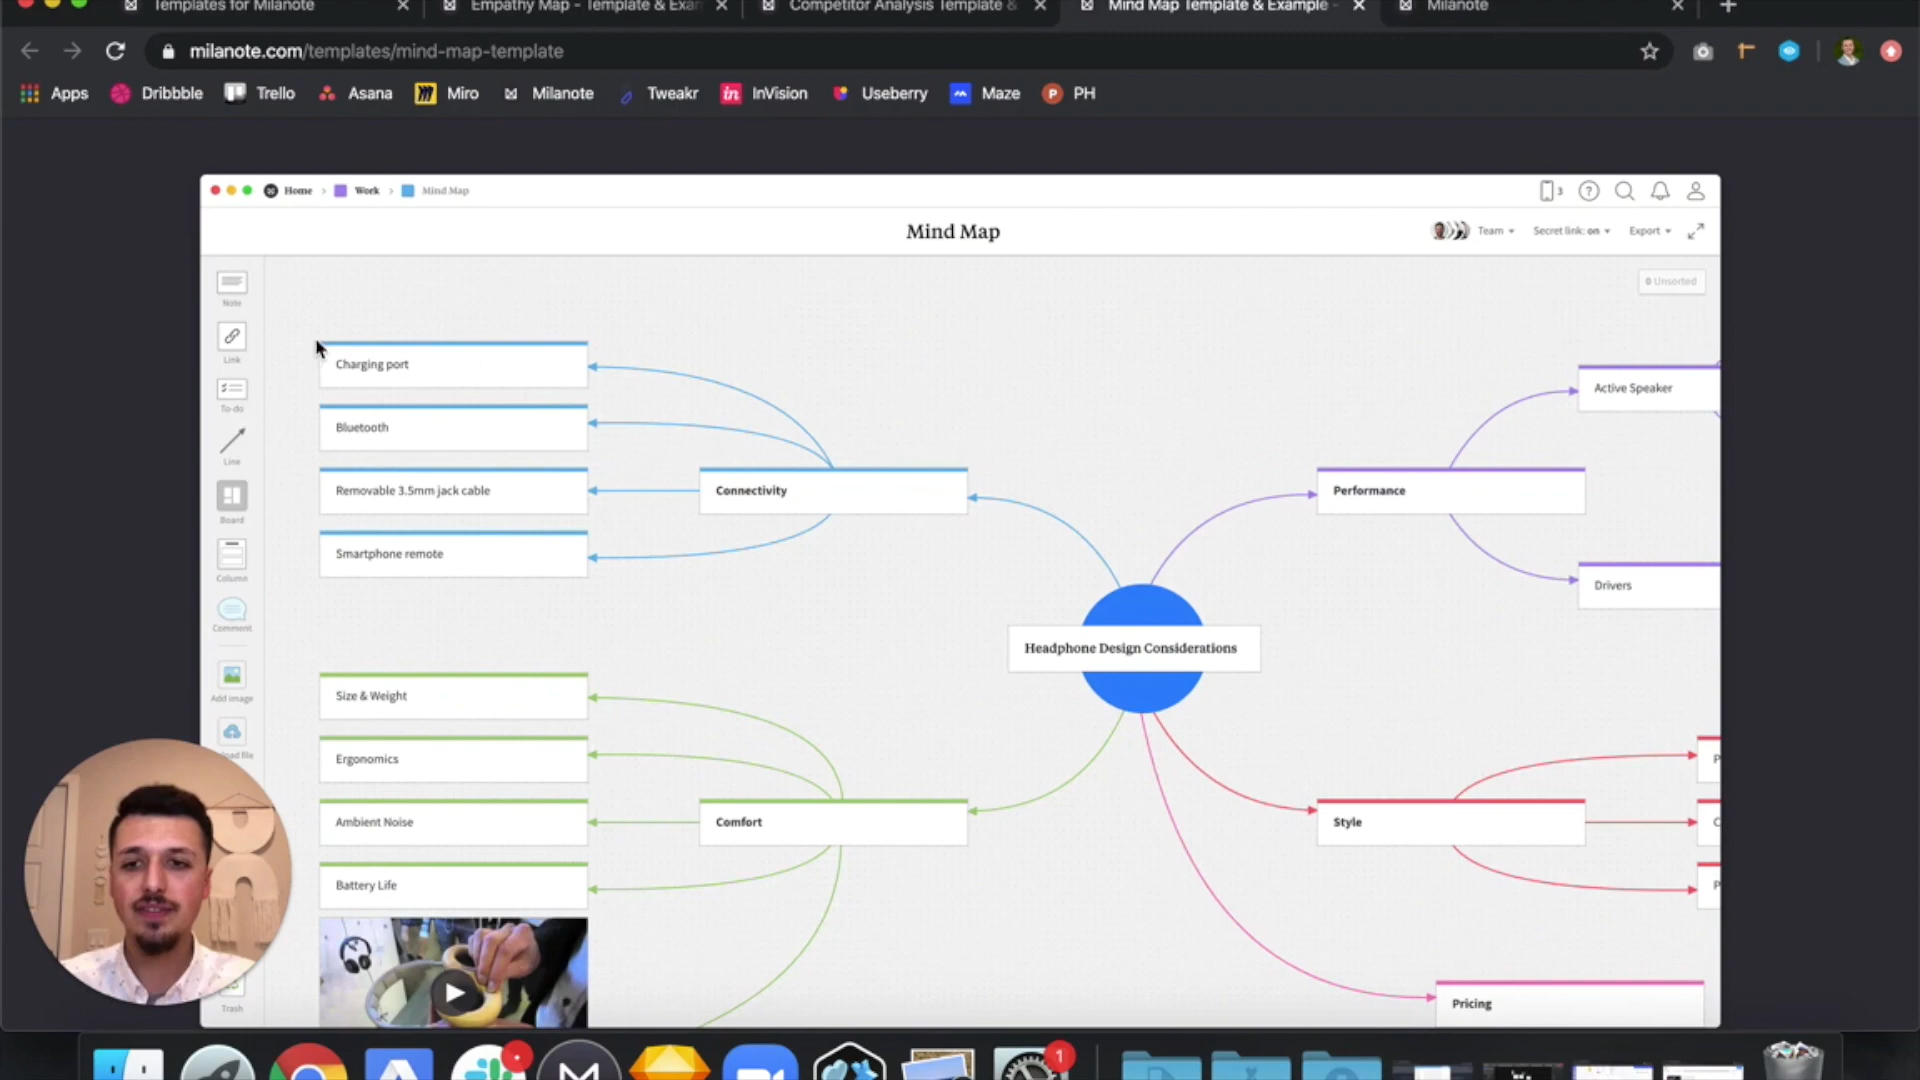 Templates for Milanote
Empathy Map - Template & Exar
Competitor Analysis Template &
Mind Map Template & Example -
Milanote
milanote.com/templates/mind-map-template
Apps
Dribbble
Trello
Asana
Miro
Milanote
Tweakr
InVision
Useberry
Maze
PH
Home
Work
Mind Map
3
Mind Map
Team
Secret link: on
Export
0 Unsorted
Note
Link
To-do
Line
Board
Column
Comment
Add image
Trash
Charging port
Bluetooth
Removable 3.5mm jack cable
Smartphone remote
Connectivity
Performance
Active Speaker
Drivers
Headphone Design Considerations
Size & Weight
Ergonomics
Ambient Noise
Battery Life
Comfort
Style
Pricing
1